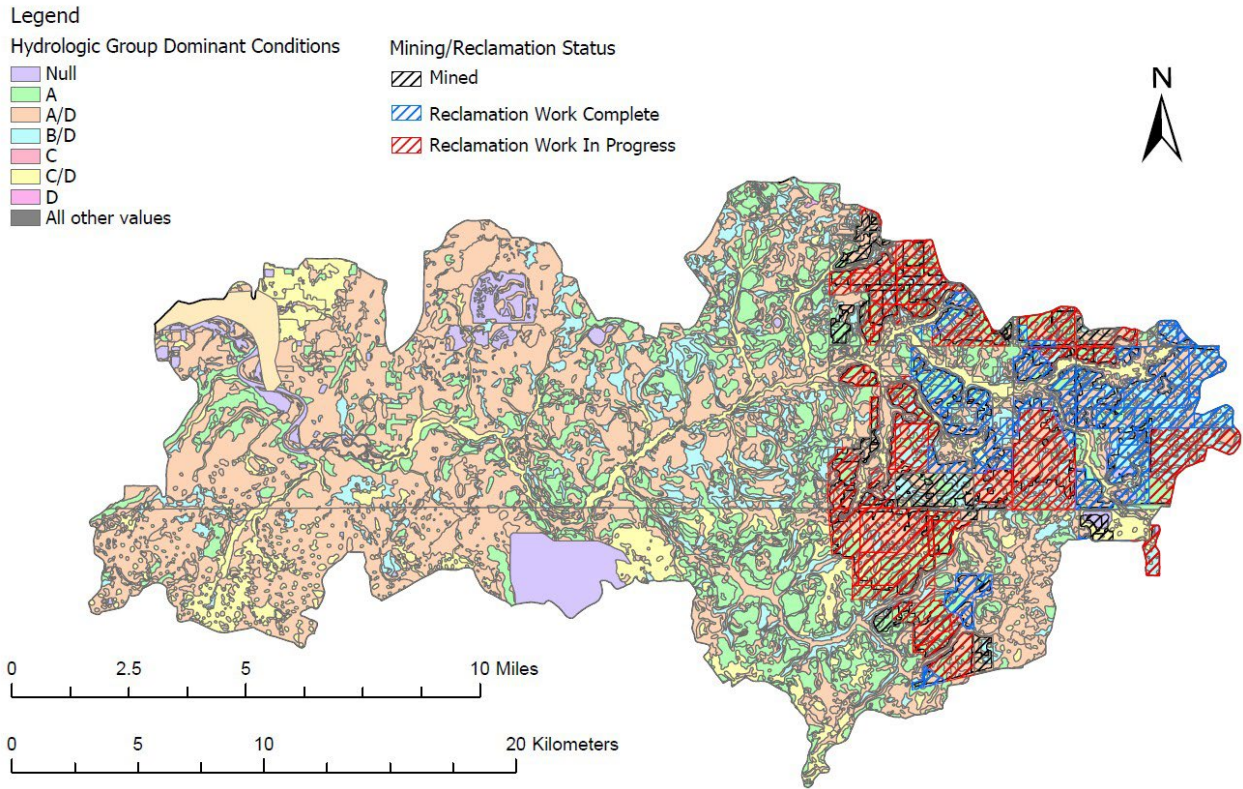 Legend
Hydrologic Group Dominant Conditions
Null
A
A/D
B/D
C
C/D
D
All other values
Mining/Reclamation Status
Mined
Reclamation Work Complete
Reclamation Work In Progress
N
0 2.5 5 10 Miles
0 5 10 20 Kilometers